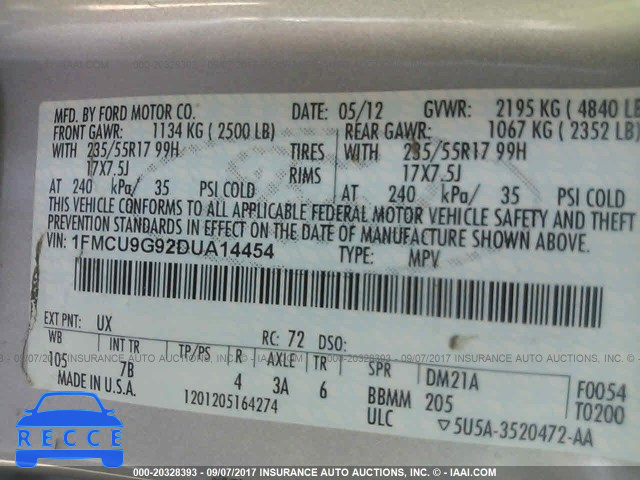 MFD. BY FORD MOTOR CO.
DATE: 05/12 GVWR: 2195 KG ( 4840 LB
FRONT GAWR: 1134 KG ( 2500 LB)
REAR GAWR: 1067 KG ( 2352 LB)
WITH 235/55R17 99H TIRES WITH 235/55R17 99H
17X7.5J RIMS 17X7.5J
AT 240 kPa/ 35 PSI COLD AT 240 kPa/ 35 PSI COLD
THIS VEHICLE CONFORMS TO ALL APPLICABLE FEDERAL MOTOR VEHICLE SAFETY AND THEFT
PREVENTION STANDARDS IN EFFECT ON THE DATE OF MANUFACTURE SHOWN ABOVE.
VIN: 1FMCU9G92DUA14454 TYPE: MPV
EXT PNT: UX RC: 72 DSO:
WB INT TR TP/PS R AXLE TR SPR
105 7B 4 3A 6 DM21A
MADE IN U.S.A. BBMM 205 F0054
1201205164274 ULC T0200
▽5U5A-3520472-AA
000-20328393 - 09/07/2017 INSURANCE AUTO AUCTIONS, INC. - © IAAI.COM
AUTO.VIN